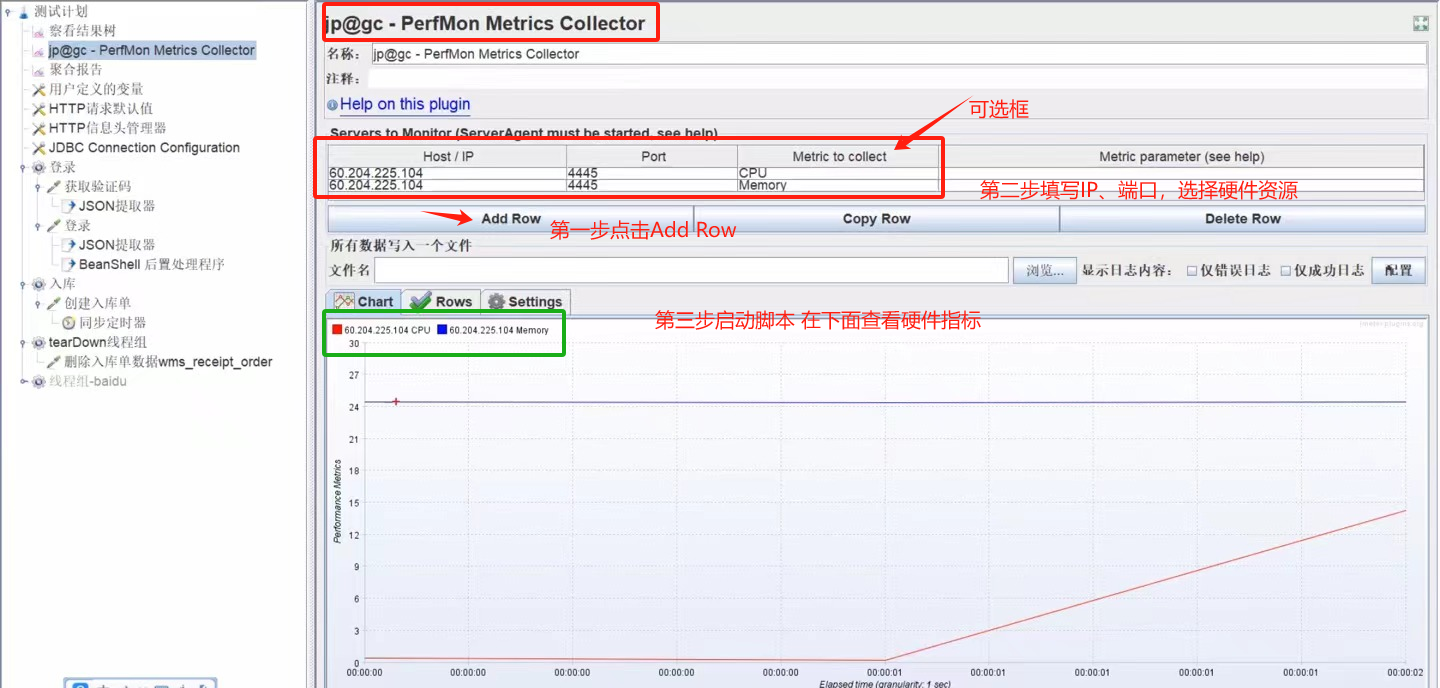 测试计划
察看结果树
jp@gc - PerfMon Metrics Collector
聚合报告
用户定义的变量
HTTP请求默认值
HTTP信息头管理器
JDBC Connection Configuration
登录
获取验证码
JSON提取器
登录
JSON提取器
BeanShell 后置处理程序
入库
创建入库单
同步定时器
tearDown线程组
删除入库单数据wms_receipt_order
线程组-baidu
jp@gc - PerfMon Metrics Collector
名称: jp@gc - PerfMon Metrics Collector
注释:
Help on this plugin
可选框
Servers to Monitor (ServerAgent must be started, see help)
Host / IP Port Metric to collect Metric parameter (see help)
60.204.225.104 4445 CPU
60.204.225.104 4445 Memory
第二步填写IP、端口，选择硬件资源
Add Row Copy Row Delete Row
第一步点击Add Row
所有数据写入一个文件
文件名 浏览... 显示日志内容: 仅错误日志 仅成功日志 配置
Chart Rows Settings
第三步启动脚本 在下面查看硬件指标
60.204.225.104 CPU 60.204.225.104 Memory
jmeter-plugins.org
30
27
24
21
18
15
12
9
6
3
0
Performance Metrics
00:00:00 00:00:00 00:00:00 00:00:00 00:00:00 00:00:01 00:00:01 00:00:01 00:00:01 00:00:01 00:00:02
Elapsed time (granularity: 1 sec)